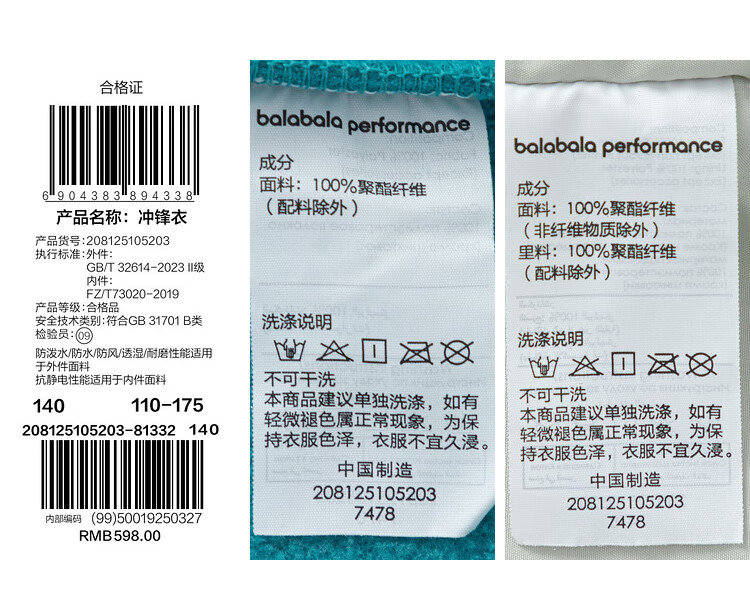 合格证
6 904383 894338
产品名称：冲锋衣
产品货号：208125105203
执行标准：外件：
GB/T 32614-2023 II级
内件：
FZ/T73020-2019
产品等级：合格品
安全技术类别：符合GB 31701 B类
检验员：09
防泼水/防水/防风/透湿/耐磨性能适用
于外件面料
抗静电性能适用于内件面料
140 110-175
208125105203-81332 140
内部编码 (99)50019250327
RMB598.00
balabala performance
成分
面料：100%聚酯纤维
（配料除外）
洗涤说明
不可干洗
本商品建议单独洗涤，如有
轻微褪色属正常现象，为保
持衣服色泽，衣服不宜久浸。
中国制造
208125105203
7478
balabala performance
成分
面料：100%聚酯纤维
（非纤维物质除外）
里料：100%聚酯纤维
（配料除外）
洗涤说明
不可干洗
本商品建议单独洗涤，如有
轻微褪色属正常现象，为保
持衣服色泽，衣服不宜久浸。
中国制造
208125105203
7478